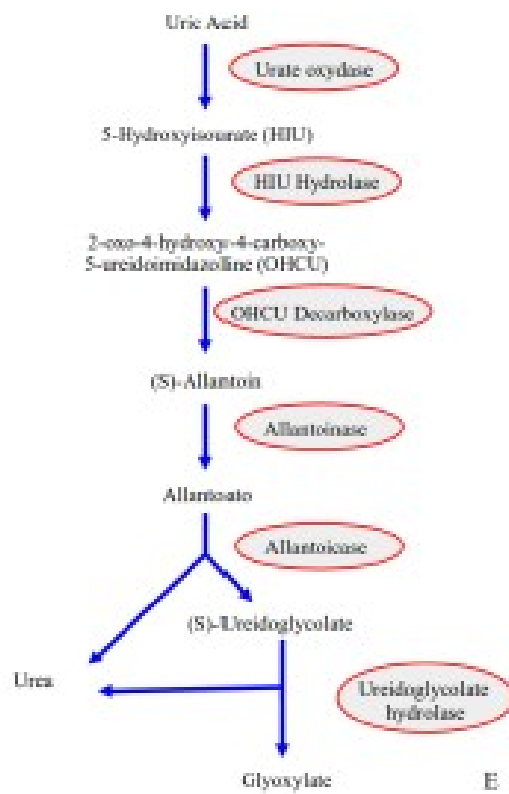 Uric Acid
Urate oxydase
5-Hydroxyisourate (HIU)
HIU Hydrolase
2-oxo-4-hydroxy-4-carboxy-
5-ureidoimidazoline (OHCU)
OHCU Decarboxylase
(S)-Allantoin
Allantoinase
Allantoato
Allantoicase
(S)-Ureidoglycolate
Urea
Ureidoglycolate
hydrolase
Glyoxylate
E